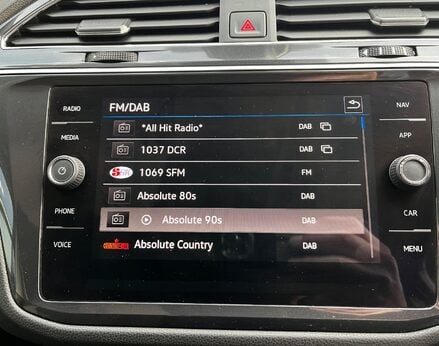 FM/DAB
RADIO
NAV
*All Hit Radio* DAB
MEDIA
APP
1037 DCR DAB
1069 SFM FM
Absolute 80s DAB
PHONE
CAR
Absolute 90s DAB
VOICE
MENU
Absolute Country DAB